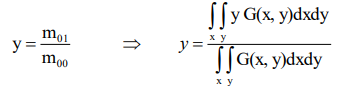 y = m₀₁ / m₀₀ ⇒ y = ∫∫ y G(x, y)dxdy / ∫∫ G(x, y)dxdy
x y
x y